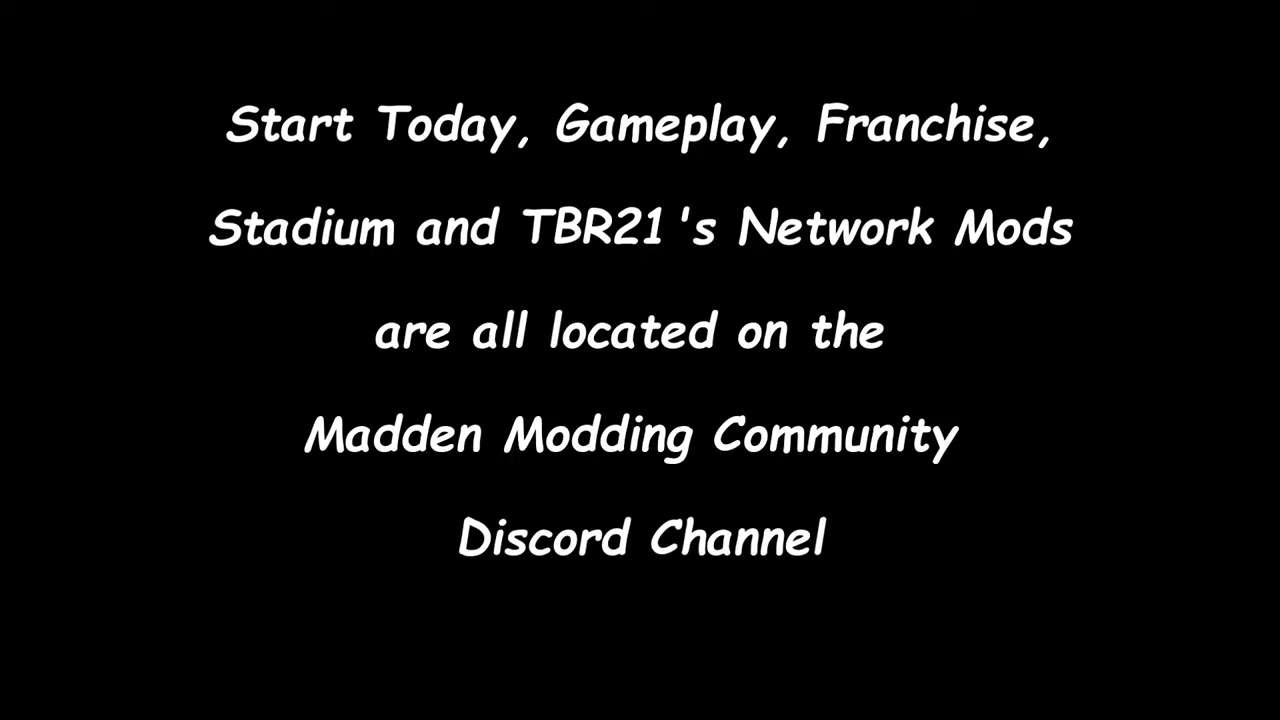 Start Today, Gameplay, Franchise,
Stadium and TBR21's Network Mods
are all located on the
Madden Modding Community
Discord Channel